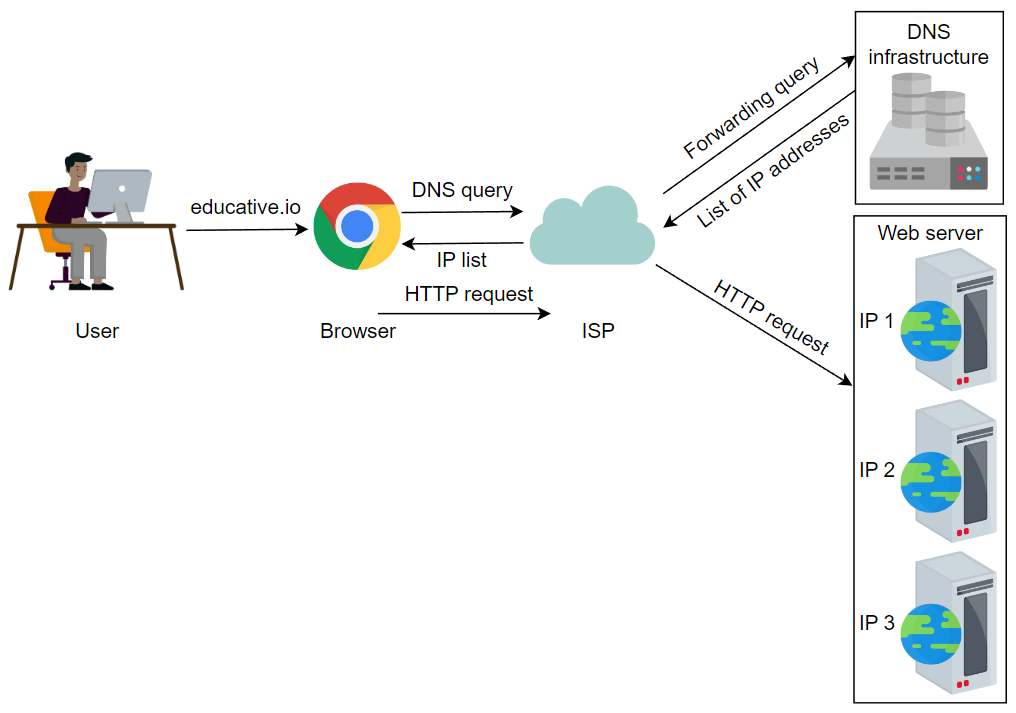 DNS
infrastructure
Forwarding query
List of IP addresses
educative.io
DNS query
IP list
HTTP request
User
Browser
ISP
HTTP request
Web server
IP 1
IP 2
IP 3